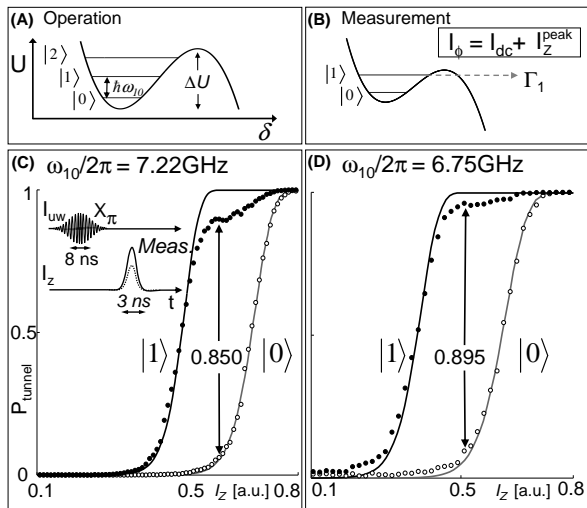 (A) Operation
U
|2⟩
|1⟩
|0⟩
ħω10
ΔU
δ
(B) Measurement
Iϕ = Idc + IZpeak
|1⟩
|0⟩
Γ1
(C) ω10/2π = 7.22GHz
Iuw
Xπ
8 ns
Meas.
Iz
3 ns
t
1
0.5
0
Ptunnel
|1⟩
0.850
|0⟩
0.1
0.5
IZ [a.u.]
0.8
(D) ω10/2π = 6.75GHz
|1⟩
0.895
|0⟩
0.1
0.5
IZ [a.u.]
0.8